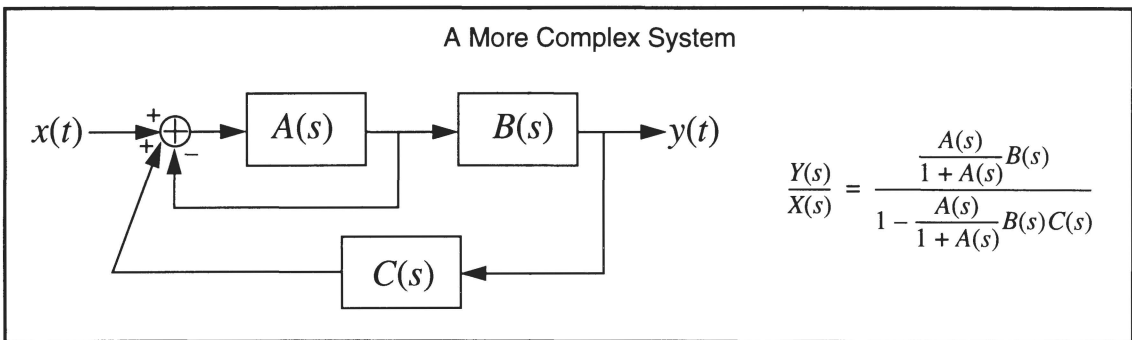 A More Complex System
x(t) + + − A(s) B(s) y(t)
C(s)
Y(s)/X(s) = (A(s)/(1 + A(s)) B(s))/(1 − A(s)/(1 + A(s)) B(s)C(s))